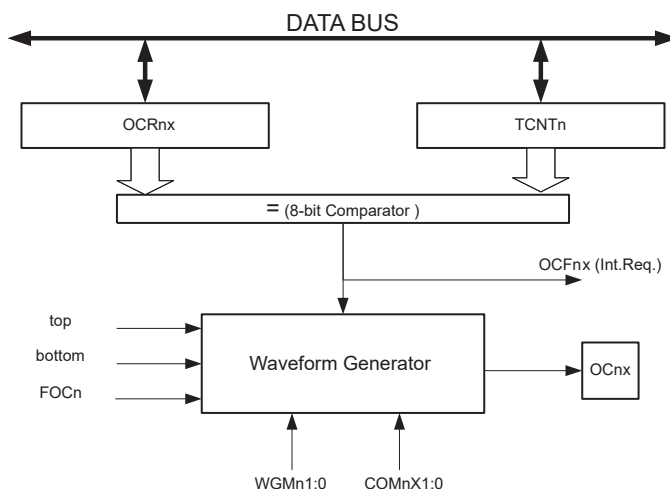 DATA BUS
OCRnx
TCNTn
= (8-bit Comparator )
OCFnx (Int.Req.)
top
bottom
FOCn
Waveform Generator
OCnx
WGMn1:0
COMnX1:0